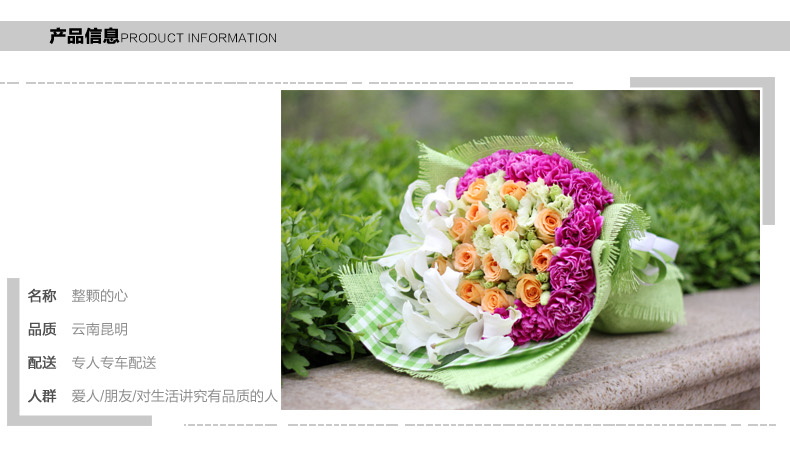 产品信息PRODUCT INFORMATION
名称 整颗的心
品质 云南昆明
配送 专人专车配送
人群 爱人/朋友/对生活讲究有品质的人